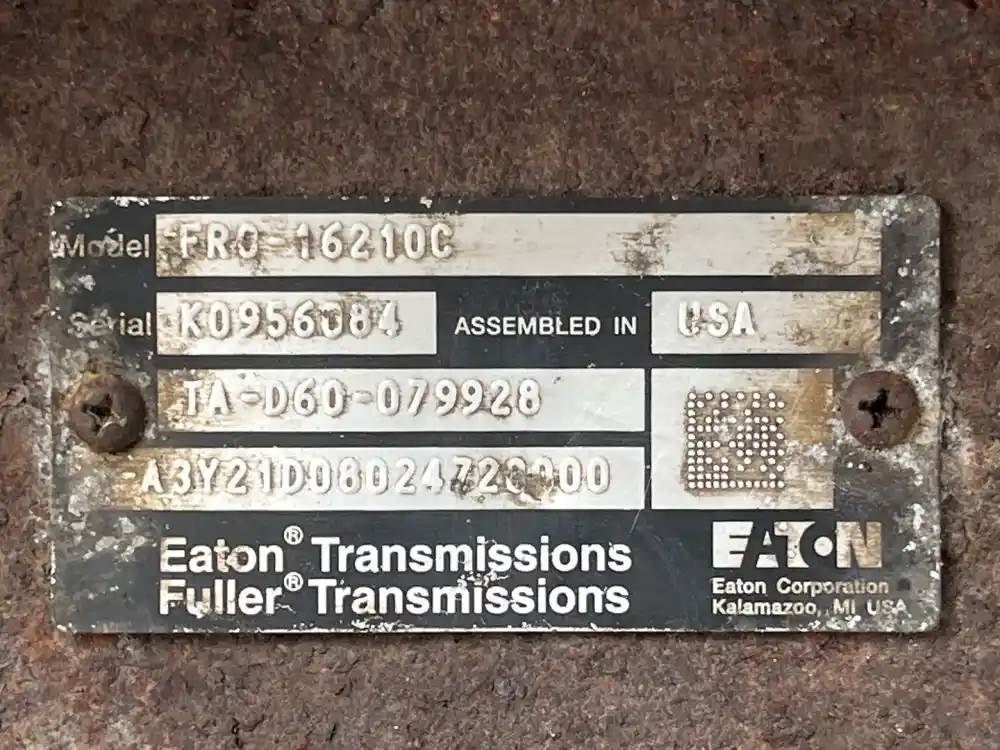 Model FRO-16210C
Serial K0956084 ASSEMBLED IN USA
TA-D60-079928
Eaton® Transmissions
Fuller® Transmissions
EATON
Eaton Corporation
Kalamazoo, MI USA